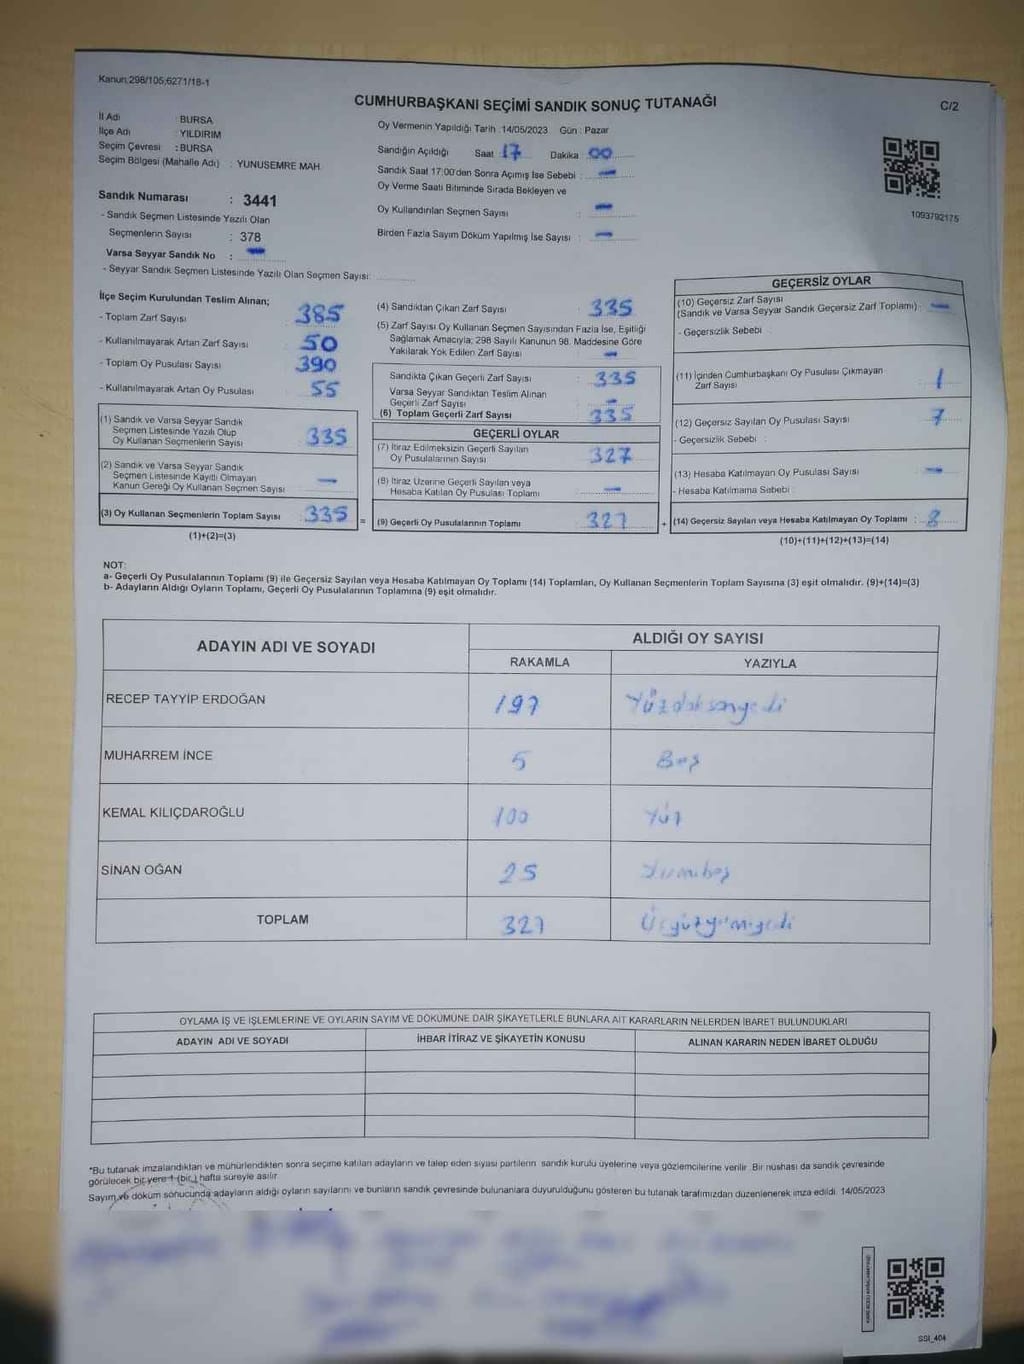 Kanun;298/105;6271/18-1
CUMHURBAŞKANI SEÇİMİ SANDIK SONUÇ TUTANAĞI
C/2
İl Adı : BURSA
İlçe Adı : YILDIRIM
Seçim Çevresi : BURSA
Seçim Bölgesi (Mahalle Adı) : YUNUSEMRE MAH.
Sandık Numarası : 3441
- Sandık Seçmen Listesinde Yazılı Olan
Seçmenlerin Sayısı : 378
Varsa Seyyar Sandık No : -
- Seyyar Sandık Seçmen Listesinde Yazılı Olan Seçmen Sayısı:
Oy Vermenin Yapıldığı Tarih :14/05/2023 Gün : Pazar
Sandığın Açıldığı Saat 17 Dakika 00
Sandık Saat 17:00'den Sonra Açımış İse Sebebi : -
Oy Verme Saati Bitiminde Sırada Bekleyen ve
Oy Kullandırılan Seçmen Sayısı : -
Birden Fazla Sayım Döküm Yapılmış İse Sayısı : -
1093792175
İlçe Seçim Kurulundan Teslim Alınan;
- Toplam Zarf Sayısı : 385
- Kullanılmayarak Artan Zarf Sayısı : 50
- Toplam Oy Pusulası Sayısı : 390
- Kullanılmayarak Artan Oy Pusulası : 55
(1) Sandık ve Varsa Seyyar Sandık
Seçmen Listesinde Yazılı Olup
Oy Kullanan Seçmenlerin Sayısı : 335
(2) Sandık ve Varsa Seyyar Sandık
Seçmen Listesinde Kayıtlı Olmayan
Kanun Gereği Oy Kullanan Seçmen Sayısı : -
(3) Oy Kullanan Seçmenlerin Toplam Sayısı : 335
(1)+(2)=(3)
(4) Sandıktan Çıkan Zarf Sayısı : 335
(5) Zarf Sayısı Oy Kullanan Seçmen Sayısından Fazla İse, Eşitliği
Sağlamak Amacıyla; 298 Sayılı Kanunun 98. Maddesine Göre
Yakılarak Yok Edilen Zarf Sayısı : -
Sandıkta Çıkan Geçerli Zarf Sayısı : 335
Varsa Seyyar Sandıktan Teslim Alınan
Geçerli Zarf Sayısı : -
(6) Toplam Geçerli Zarf Sayısı : 335
GEÇERLİ OYLAR
(7) İtiraz Edilmeksizin Geçerli Sayılan
Oy Pusulalarının Sayısı : 327
(8) İtiraz Üzerine Geçerli Sayılan veya
Hesaba Katılan Oy Pusulası Toplamı : -
= (9) Geçerli Oy Pusulalarının Toplamı : 327 +
GEÇERSİZ OYLAR
(10) Geçersiz Zarf Sayısı
(Sandık ve Varsa Seyyar Sandık Geçersiz Zarf Toplamı) : -
- Geçersizlik Sebebi :
(11) İçinden Cumhurbaşkanı Oy Pusulası Çıkmayan
Zarf Sayısı : 1
(12) Geçersiz Sayılan Oy Pusulası Sayısı : 7
- Geçersizlik Sebebi :
(13) Hesaba Katılmayan Oy Pusulası Sayısı : -
- Hesaba Katılmama Sebebi :
(14) Geçersiz Sayılan veya Hesaba Katılmayan Oy Toplamı : 8
(10)+(11)+(12)+(13)=(14)
NOT:
a- Geçerli Oy Pusulalarının Toplamı (9) ile Geçersiz Sayılan veya Hesaba Katılmayan Oy Toplamı (14) Toplamları, Oy Kullanan Seçmenlerin Toplam Sayısına (3) eşit olmalıdır. (9)+(14)=(3)
b- Adayların Aldığı Oyların Toplamı, Geçerli Oy Pusulalarının Toplamına (9) eşit olmalıdır.
ADAYIN ADI VE SOYADI
ALDIĞI OY SAYISI
RAKAMLA YAZIYLA
RECEP TAYYİP ERDOĞAN 197 Yüzdoksanyedi
MUHARREM İNCE 5 Beş
KEMAL KILIÇDAROĞLU 100 Yüz
SİNAN OĞAN 25 Yirmibeş
TOPLAM 327 Üçyüzyirmiyedi
OYLAMA İŞ VE İŞLEMLERİNE VE OYLARIN SAYIM VE DÖKÜMÜNE DAİR ŞİKAYETLERLE BUNLARA AİT KARARLARIN NELERDEN İBARET BULUNDUKLARI
ADAYIN ADI VE SOYADI İHBAR İTİRAZ VE ŞİKAYETİN KONUSU ALINAN KARARIN NEDEN İBARET OLDUĞU
*Bu tutanak imzalandıktan ve mühürlendikten sonra seçime katılan adayların ve talep eden siyasi partilerin sandık kurulu üyelerine veya gözlemcilerine verilir. Bir nüshası da sandık çevresinde
görülecek bir yere 1 (bir) hafta süreyle asılır.
Sayım ve döküm sonucunda adayların aldığı oyların sayılarını ve bunların sandık çevresinde bulunanlara duyurulduğunu gösteren bu tutanak tarafımızdan düzenlenerek imza edildi. 14/05/2023
SSI_404